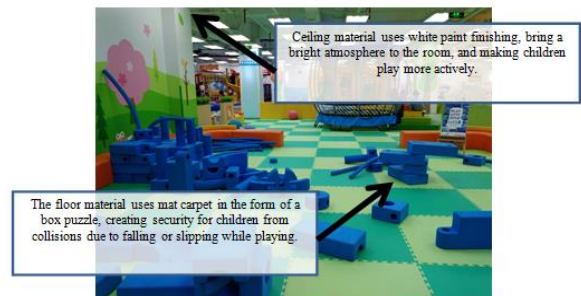 Ceiling material uses white paint finishing, bring a
bright atmosphere to the room, and making children
play more actively.
The floor material uses mat carpet in the form of a
box puzzle, creating security for children from
collisions due to falling or slipping while playing.